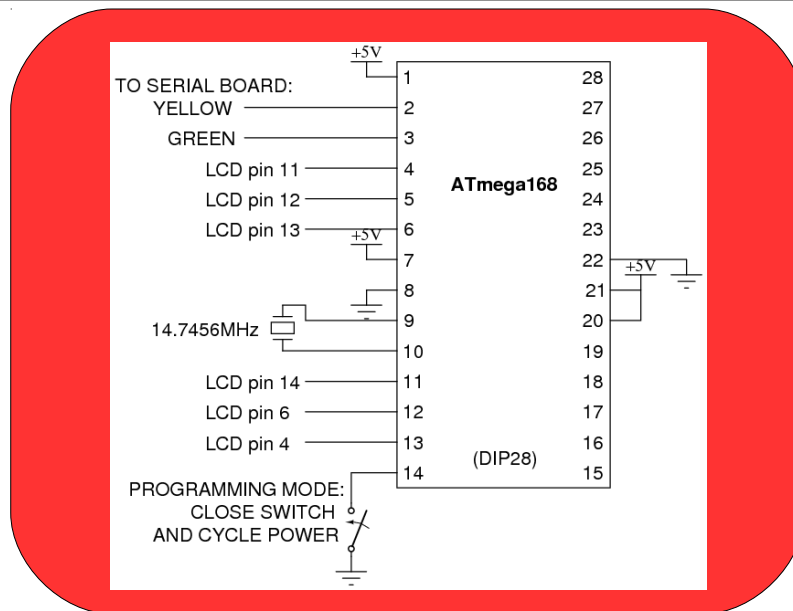 +5V
1 28
TO SERIAL BOARD:
YELLOW 2 27
GREEN 3 26
LCD pin 11 4 25
ATmega168
LCD pin 12 5 24
LCD pin 13 6 23
+5V
7 22
+5V
8 21
14.7456MHz 9 20
10 19
LCD pin 14 11 18
LCD pin 6 12 17
LCD pin 4 13 16
(DIP28)
14 15
PROGRAMMING MODE:
CLOSE SWITCH
AND CYCLE POWER